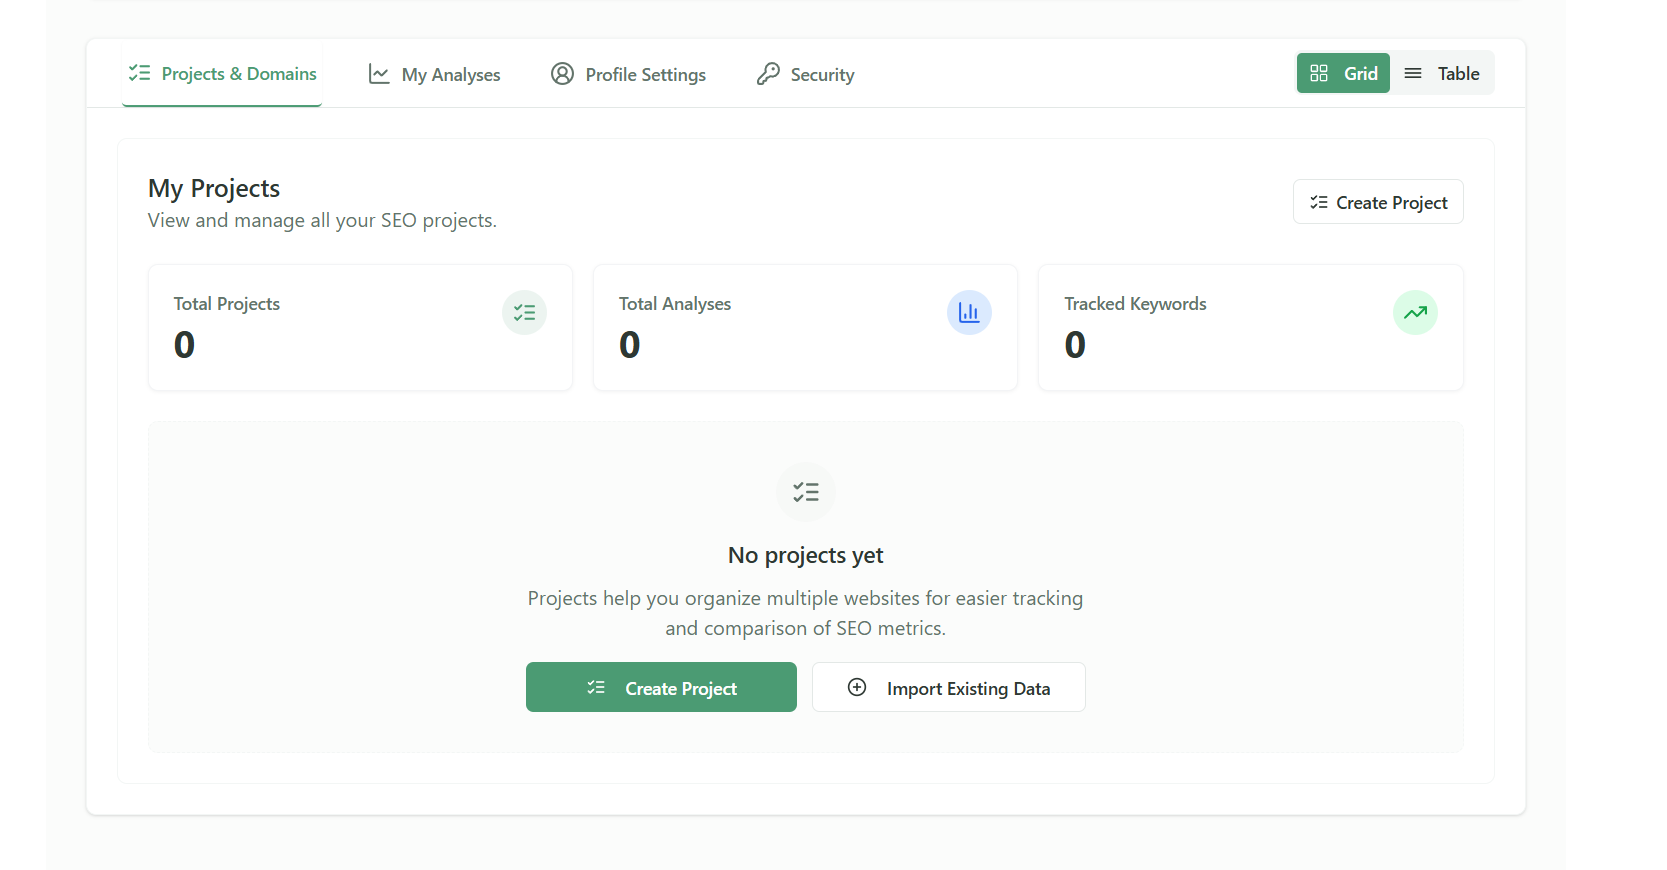 Projects & Domains
My Analyses
Profile Settings
Security
Grid
Table
My Projects
View and manage all your SEO projects.
Create Project
Total Projects
0
Total Analyses
0
Tracked Keywords
0
No projects yet
Projects help you organize multiple websites for easier tracking
and comparison of SEO metrics.
Create Project
Import Existing Data